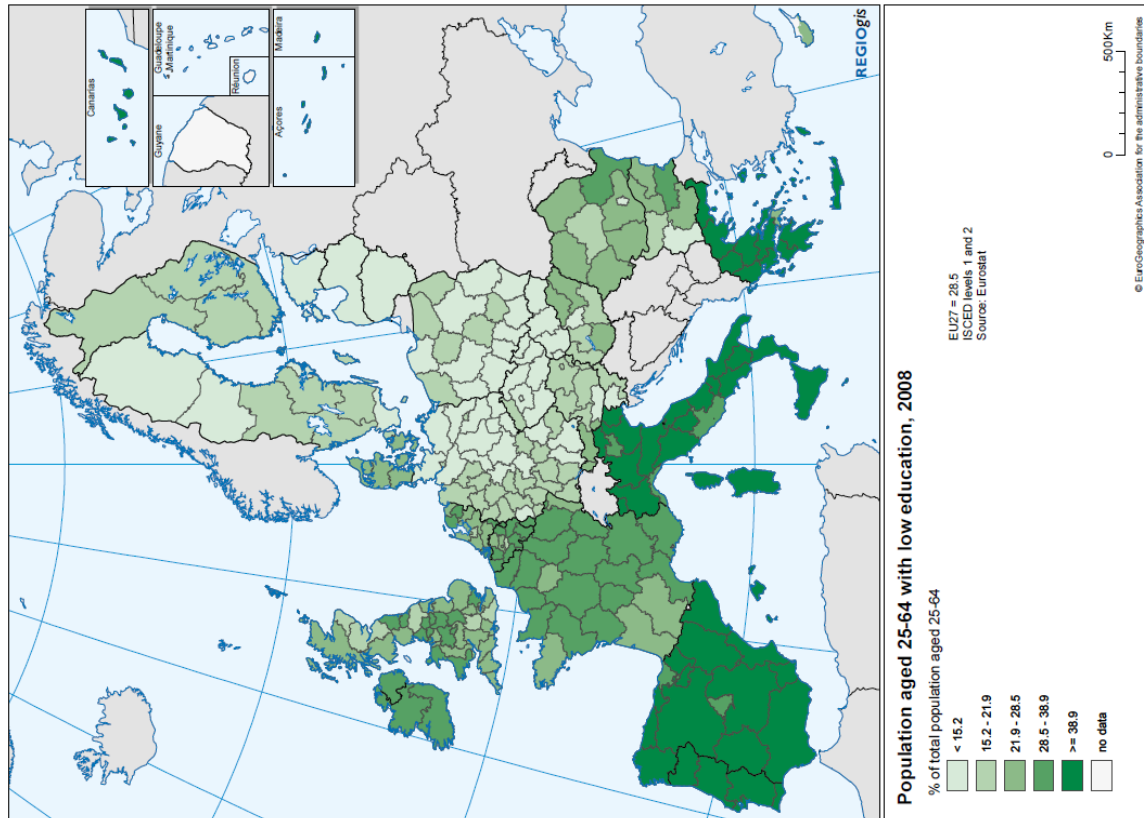 Canarias
Guyane
Guadeloupe
Martinique
Réunion
Açores
Madeira
REGIOgis
Population aged 25-64 with low education, 2008
% of total population aged 25-64
< 15.2
15.2 - 21.9
21.9 - 28.5
28.5 - 38.9
>= 38.9
no data
EU27 = 28.5
ISCED levels 1 and 2
Source: Eurostat
0 500Km
© EuroGeographics Association for the administrative boundaries